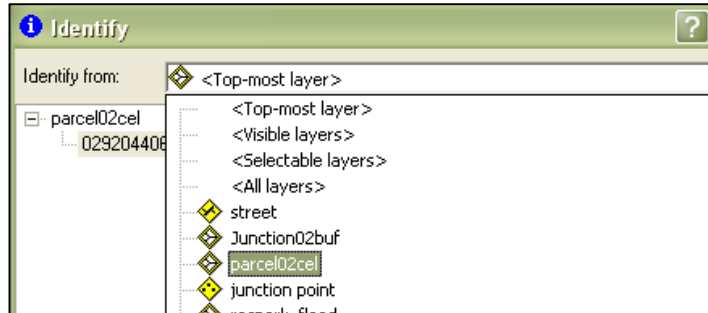 Identify
?
Identify from: <Top-most layer>
parcel02cel
<Top-most layer>
<Visible layers>
<Selectable layers>
<All layers>
street
Junction02buf
parcel02cel
junction point